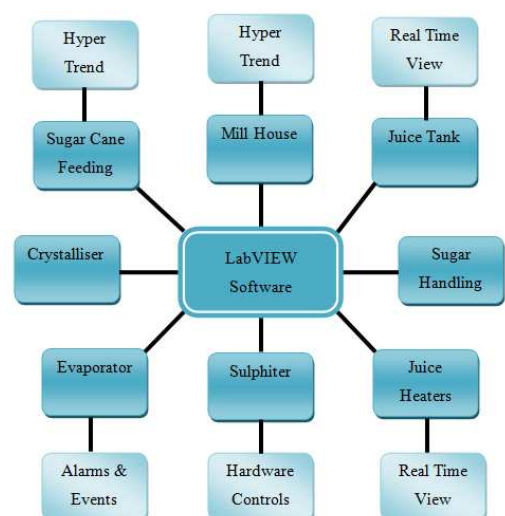 Hyper
Trend
Hyper
Trend
Real Time
View
Sugar Cane
Feeding
Mill House
Juice Tank
Crystalliser
LabVIEW
Software
Sugar
Handling
Evaporator
Sulphiter
Juice
Heaters
Alarms &
Events
Hardware
Controls
Real Time
View